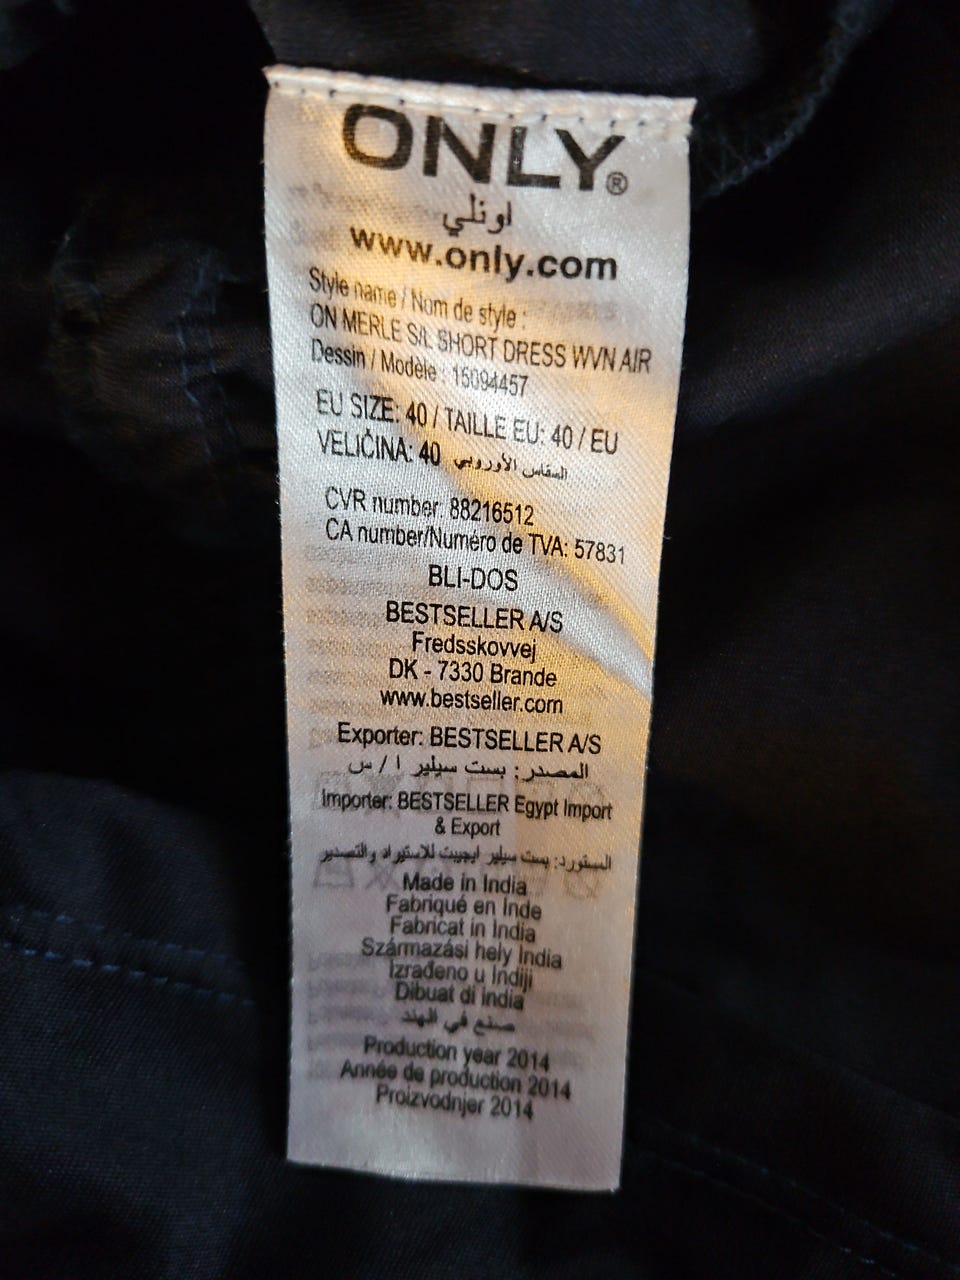 ONLY®
اونلي
www.only.com
Style name / Nom de style :
ON MERLE S/L SHORT DRESS WVN AIR
Dessin / Modèle : 15094457
EU SIZE: 40 / TAILLE EU: 40 / EU
VELIČINA: 40 المقاس الأوروبي
CVR number 88216512
CA number/Numéro de TVA: 57831
BLI-DOS
BESTSELLER A/S
Fredsskovvej
DK - 7330 Brande
www.bestseller.com
Exporter: BESTSELLER A/S
المصدر: بست سيلير ا / س
Importer: BESTSELLER Egypt Import
& Export
المستورد: بست سيلير ايجيبت للاستيراد والتصدير
Made in India
Fabriqué en Inde
Fabricat in India
Származási hely India
Izrađeno u Indiji
Dibuat di india
صنع في الهند
Production year 2014
Année de production 2014
Proizvodnjer 2014